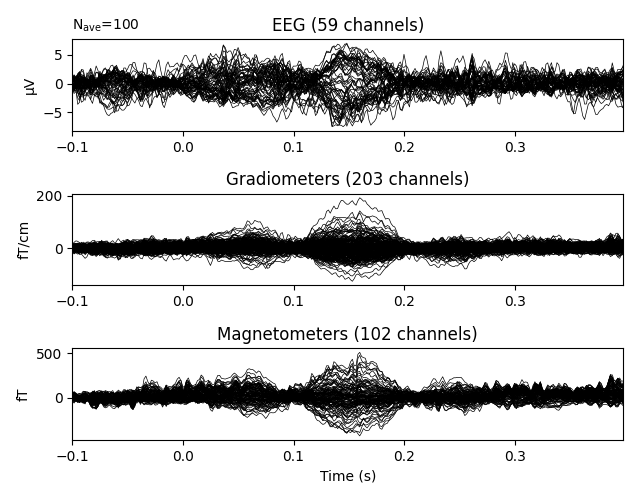 N_ave=100
EEG (59 channels)
5
0
−5
µV
−0.1 0.0 0.1 0.2 0.3
Gradiometers (203 channels)
200
0
fT/cm
−0.1 0.0 0.1 0.2 0.3
Magnetometers (102 channels)
500
0
fT
−0.1 0.0 0.1 0.2 0.3
Time (s)